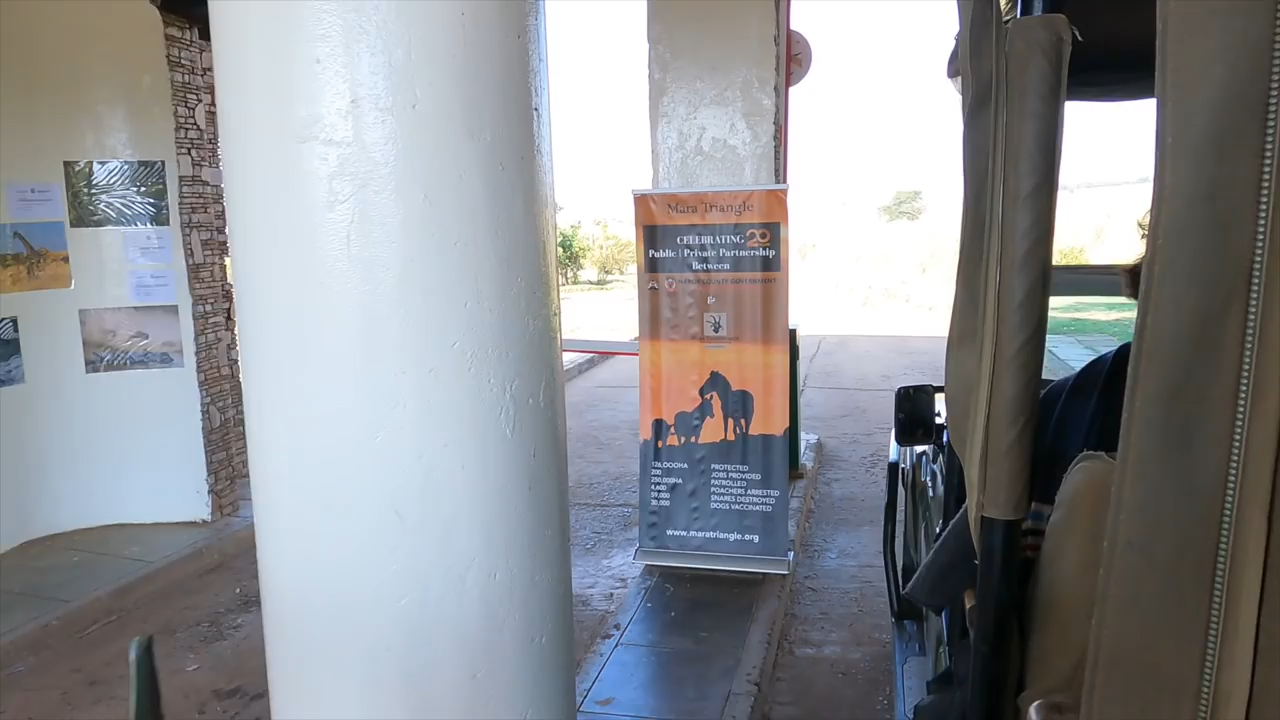 Mara Triangle
CELEBRATING 20
Public | Private Partnership
Between
NAROK COUNTY GOVERNMENT
&
126,000HA PROTECTED
200 JOBS PROVIDED
250,000HA PATROLLED
4,600 POACHERS ARRESTED
59,000 SNARES DESTROYED
30,000 DOGS VACCINATED
www.maratriangle.org